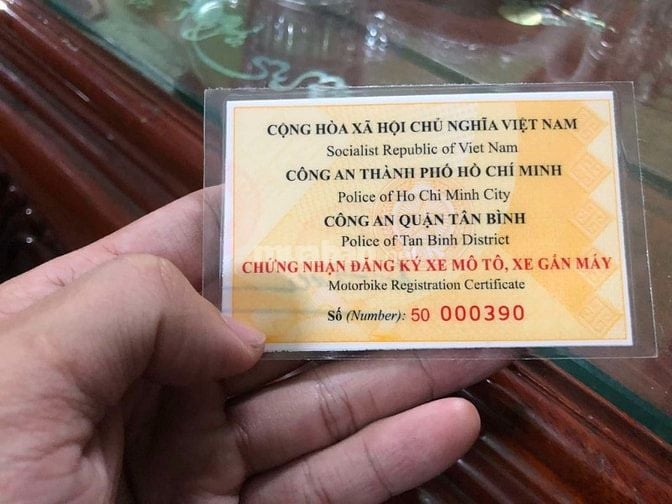 CỘNG HÒA XÃ HỘI CHỦ NGHĨA VIỆT NAM
Socialist Republic of Viet Nam
CÔNG AN THÀNH PHỐ HỒ CHÍ MINH
Police of Ho Chi Minh City
CÔNG AN QUẬN TÂN BÌNH
Police of Tan Binh District
CHỨNG NHẬN ĐĂNG KÝ XE MÔ TÔ, XE GẮN MÁY
Motorbike Registration Certificate
Số (Number): 50 000390